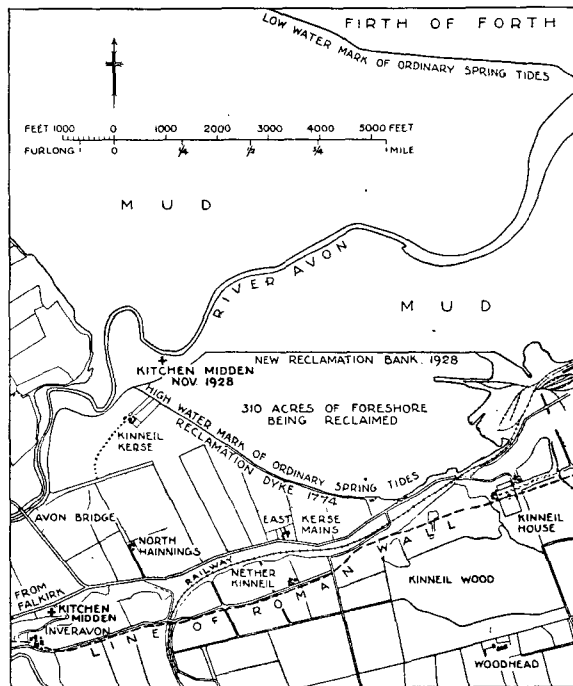 FIRTH OF FORTH
LOW WATER MARK OF ORDINARY SPRING TIDES
FEET 1000 0 1000 2000 3000 4000 5000 FEET
FURLONG 1 0 1/4 1/2 3/4 1 MILE
MUD
RIVER AVON
MUD
KITCHEN MIDDEN
NOV. 1928
NEW RECLAMATION BANK. 1928
310 ACRES OF FORESHORE
BEING RECLAIMED
HIGH WATER MARK OF ORDINARY SPRING TIDES
RECLAMATION DYKE 1774
KINNEIL
KERSE
AVON BRIDGE
NORTH
HAINNINGS
EAST KERSE
MAINS
KINNEIL
HOUSE
RAILWAY
NETHER
KINNEIL
KINNEIL WOOD
FROM
FALKIRK
KITCHEN
MIDDEN
INVERAVON
LINE OF ROMAN WALL
WOODHEAD